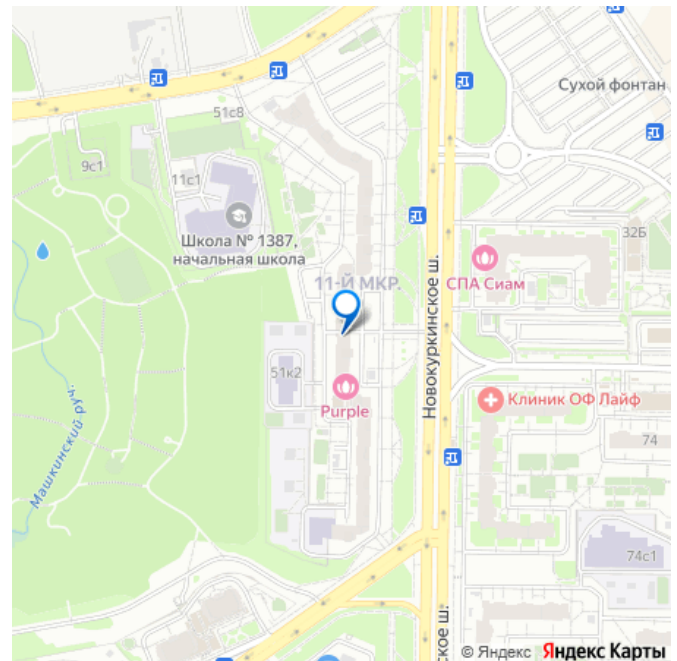 Сухой фонтан
51с8
9с1
11с1
Школа № 1387,
начальная школа
32Б
11-Й МКР.
СПА Сиам
Новокуркинское ш.
51к2
Purple
Клиник ОФ Лайф
Машкинский руч.
74
74с1
ское ш.
© Яндекс Яндекс Карты